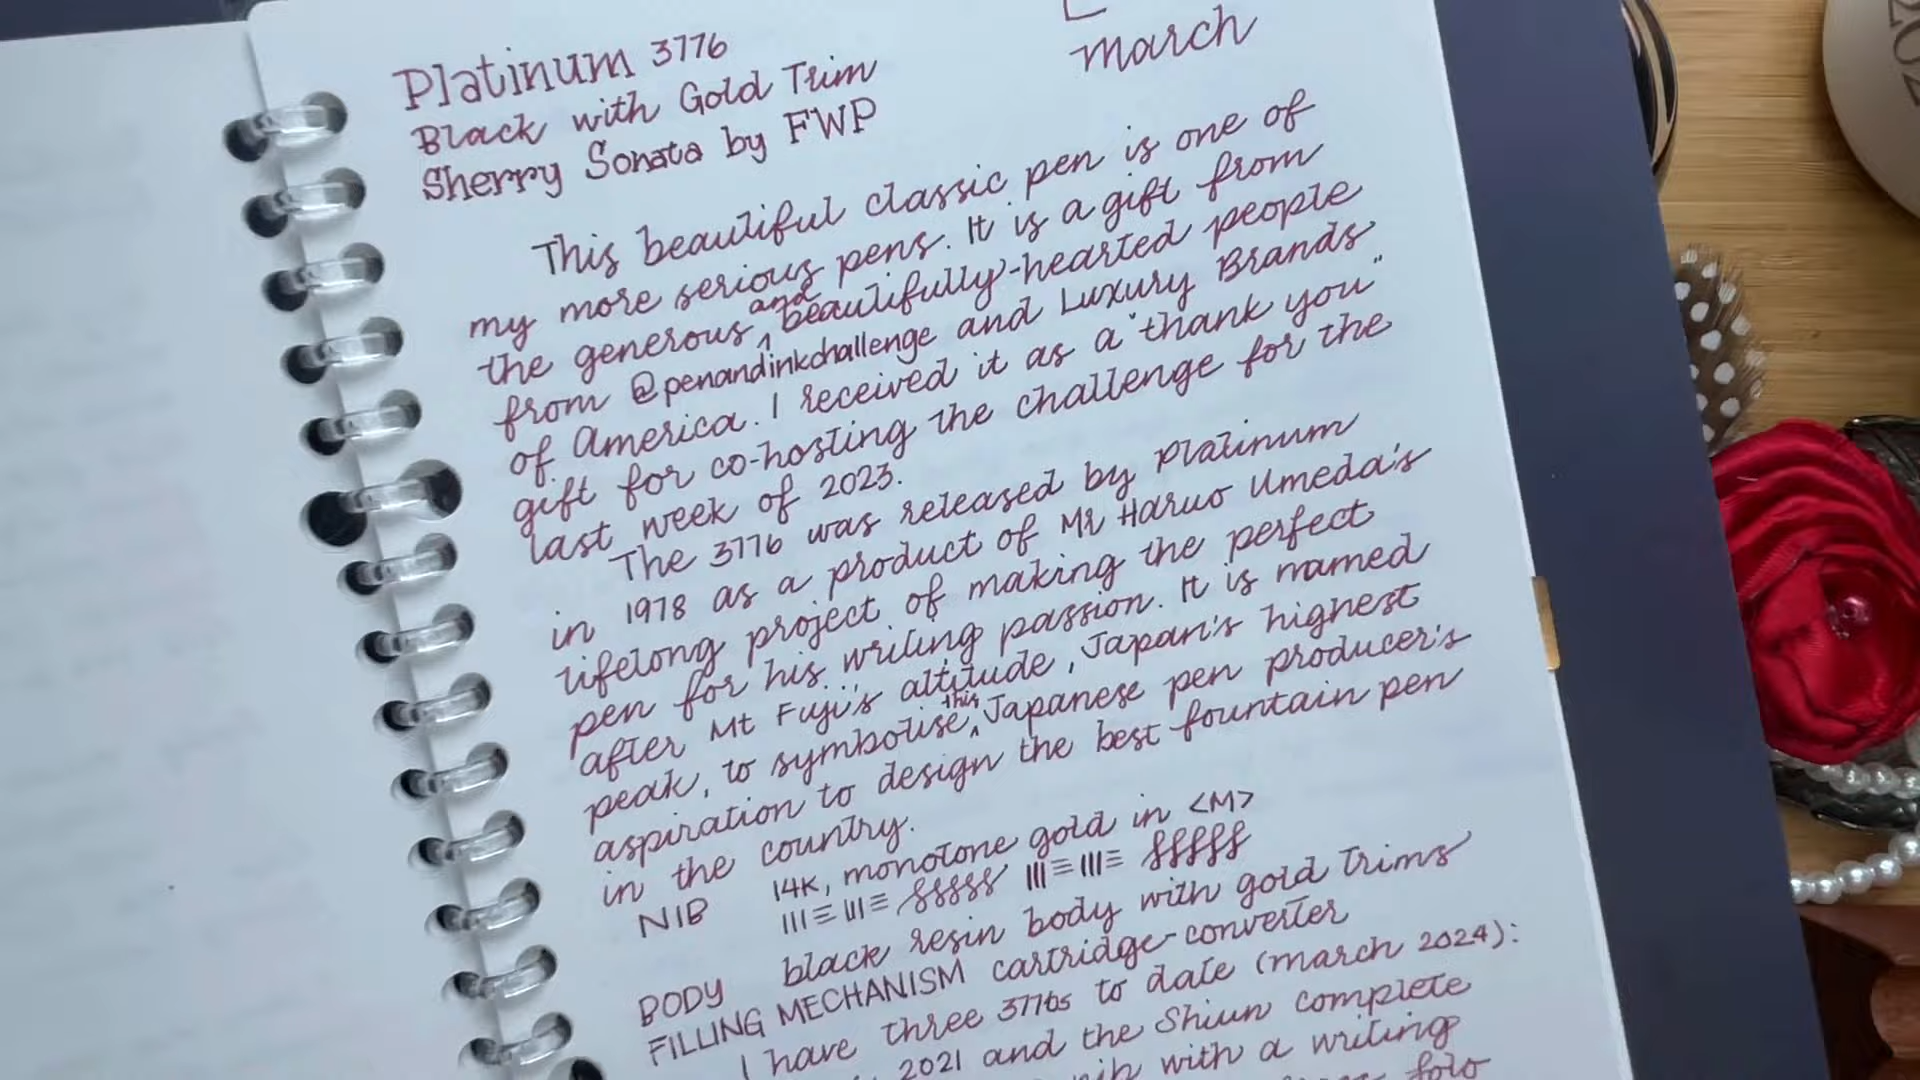 March
Platinum 3776
Black with Gold Trim
Sherry Sonata by FWP
This beautiful classic pen is one of
my more serious pens. It is a gift from
the generous and beautifully-hearted people
from @penandinkchallenge and Luxury Brands
of America. I received it as a "thank you"
gift for co-hosting the challenge for the
last week of 2023.
The 3776 was released by Platinum
in 1978 as a product of Mr Haruo Umeda's
lifelong project of making the perfect
pen for his writing passion. It is named
after Mt Fuji's altitude, Japan's highest
peak, to symbolise this Japanese pen producer's
aspiration to design the best fountain pen
in the country.
NIB 14K, monotone gold in <M>
BODY black resin body with gold trims
FILLING MECHANISM cartridge-converter
I have three 3776s to date (March 2024):
2021 and the Shiun complete
nib with a writing